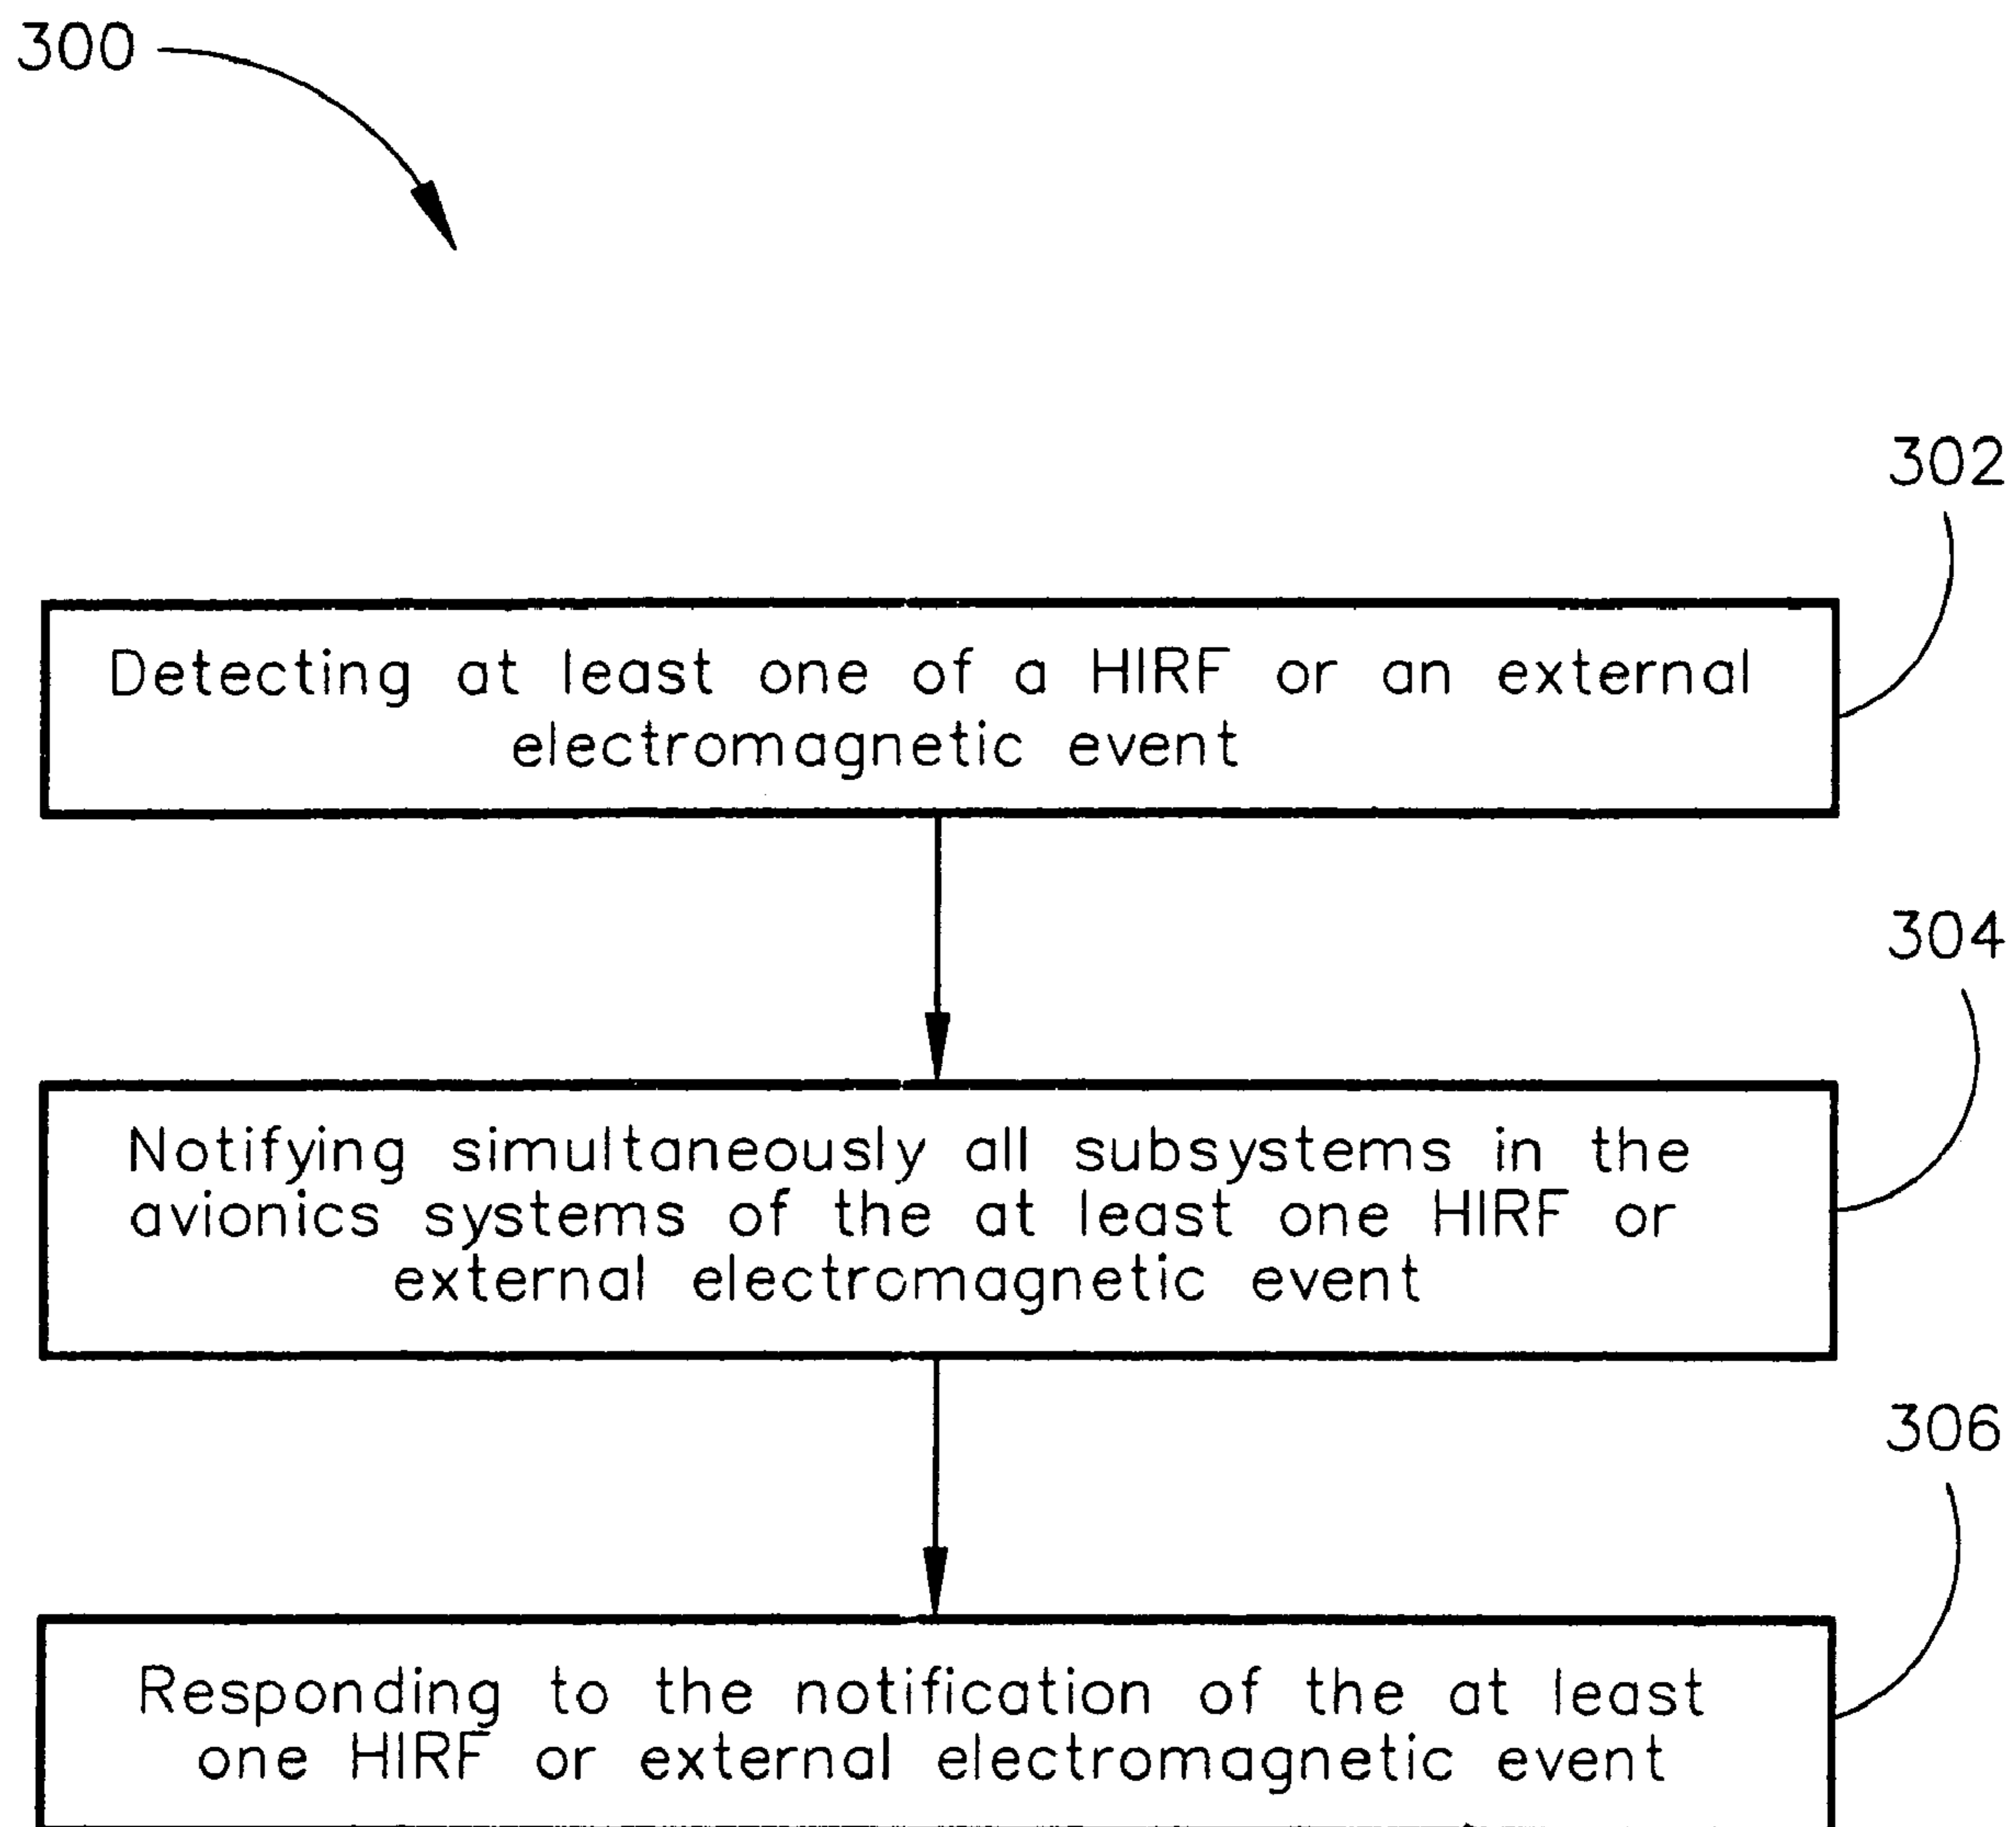 300
302
Detecting at least one of a HIRF or an external
electromagnetic event
304
Notifying simultaneously all subsystems in the
avionics systems of the at least one HIRF or
external electromagnetic event
306
Responding to the notification of the at least
one HIRF or external electromagnetic event